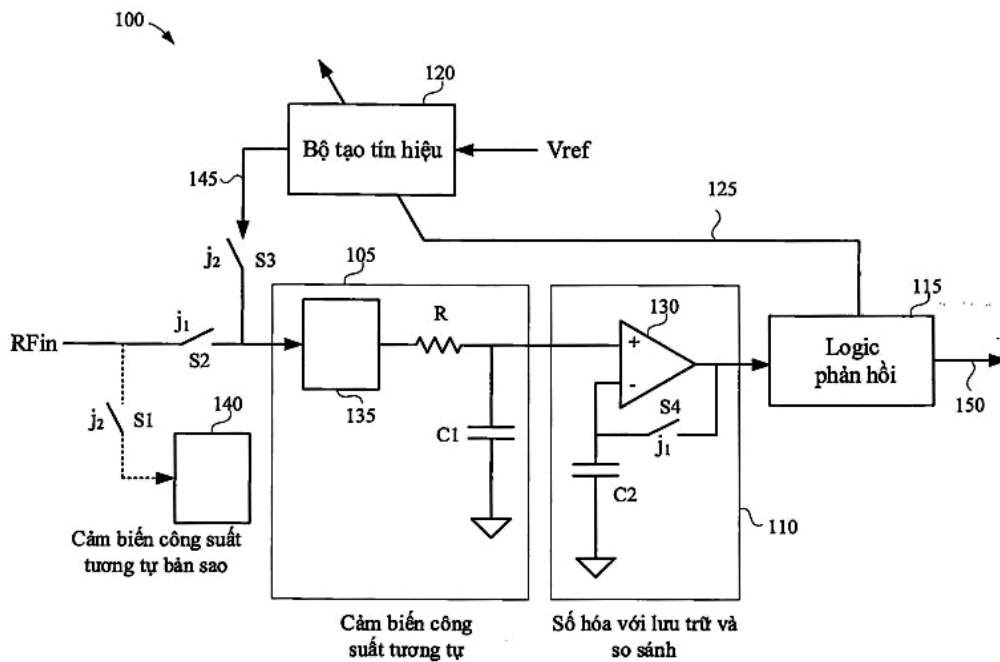 100
120
Bộ tạo tín hiệu
Vref
145
125
j₂
S3
105
115
130
R
j₁
RFin
S2
+
-
Logic
phản hồi
135
150
140
j₂
S1
S4
j₁
C1
C2
110
Cảm biến công suất
tương tự bản sao
Cảm biến công
suất tương tự
Số hóa với lưu trữ và
so sánh